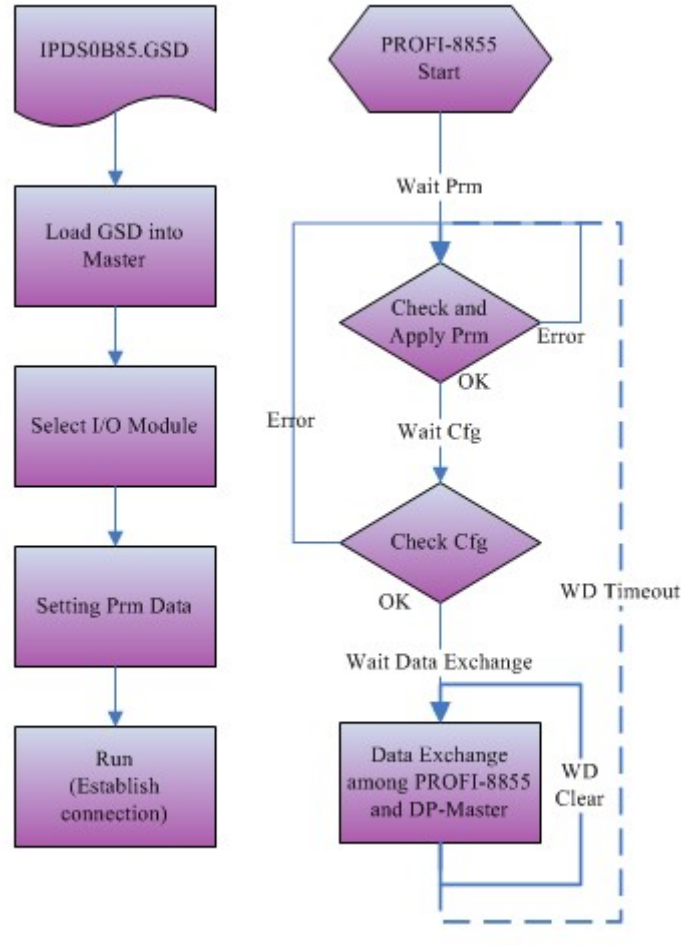 IPDS0B85.GSD
Load GSD into
Master
Select I/O Module
Setting Prm Data
Run
(Establish
connection)
PROFI-8855
Start
Wait Prm
Check and
Apply Prm
Error
OK
Error
Wait Cfg
Check Cfg
OK
WD Timeout
Wait Data Exchange
Data Exchange
among PROFI-8855
and DP-Master
WD
Clear